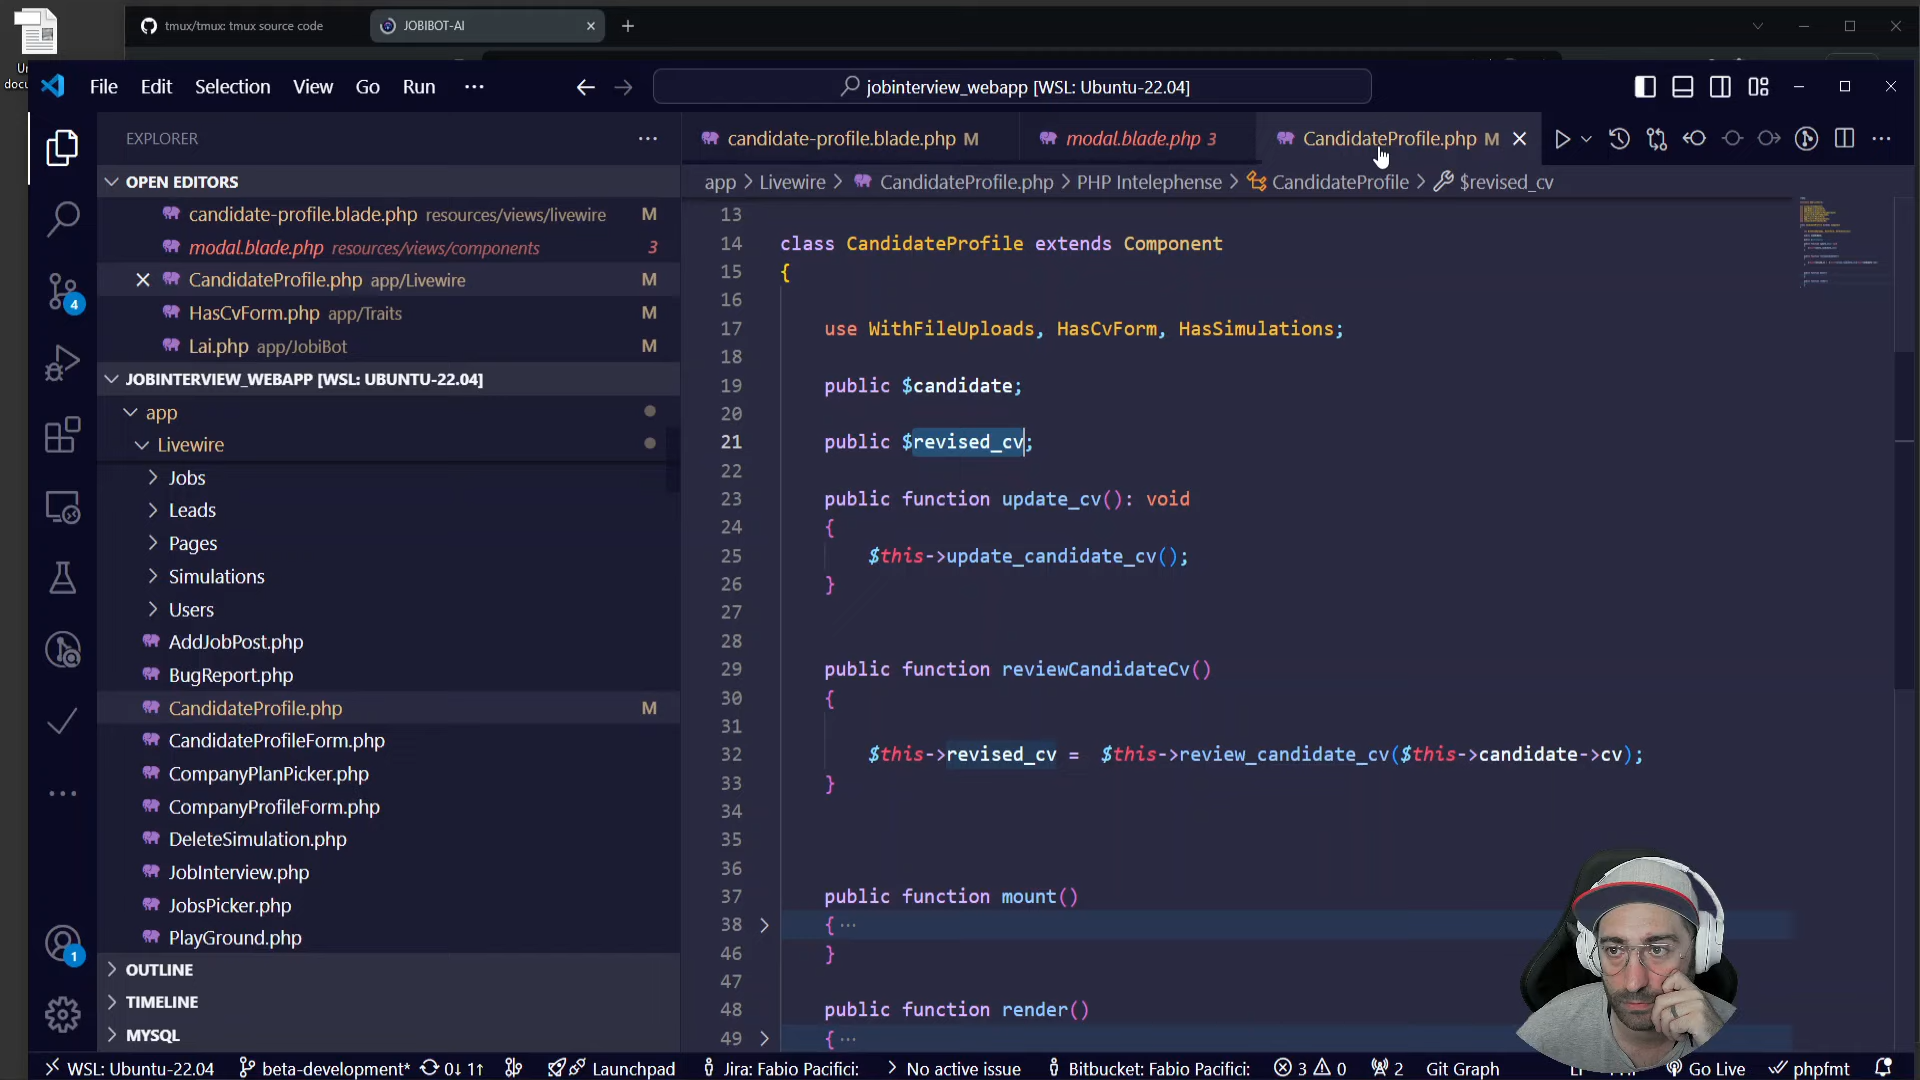 tmux/tmux: tmux source code
JOBIBOT-AI
File Edit Selection View Go Run ···
jobinterview_webapp [WSL: Ubuntu-22.04]
EXPLORER
candidate-profile.blade.php M
modal.blade.php 3
CandidateProfile.php M
OPEN EDITORS
app > Livewire > CandidateProfile.php > PHP Intelephense > CandidateProfile > $revised_cv
candidate-profile.blade.php resources/views/livewire M
modal.blade.php resources/views/components 3
CandidateProfile.php app/Livewire M
HasCvForm.php app/Traits M
Lai.php app/JobiBot M
JOBINTERVIEW_WEBAPP [WSL: UBUNTU-22.04]
app
Livewire
Jobs
Leads
Pages
Simulations
Users
AddJobPost.php
BugReport.php
CandidateProfile.php M
CandidateProfileForm.php
CompanyPlanPicker.php
CompanyProfileForm.php
DeleteSimulation.php
JobInterview.php
JobsPicker.php
PlayGround.php
OUTLINE
TIMELINE
MYSQL
4
1
13
14 class CandidateProfile extends Component
15 {
16
17 use WithFileUploads, HasCvForm, HasSimulations;
18
19 public $candidate;
20
21 public $revised_cv;
22
23 public function update_cv(): void
24 {
25 $this->update_candidate_cv();
26 }
27
28
29 public function reviewCandidateCv()
30 {
31
32 $this->revised_cv =  $this->review_candidate_cv($this->candidate->cv);
33 }
34
35
36
37 public function mount()
38 { ···
46 }
47
48 public function render()
49 { ···
WSL: Ubuntu-22.04 beta-development* 0↓ 1↑ Launchpad Jira: Fabio Pacifici: No active issue Bitbucket: Fabio Pacifici: 3 0 2 Git Graph Go Live phpfmt